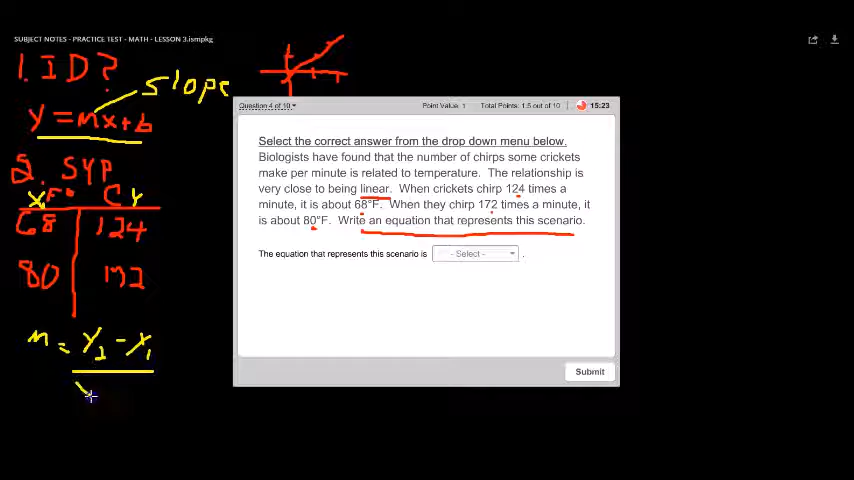 SUBJECT NOTES - PRACTICE TEST - MATH - LESSON 3.ismpkg
1. ID?
slope
y = mx + b
2. SYP
X F° C Y
68 124
80 172
m = y2 - y1
Question 4 of 10 Point Value: 1 Total Points: 1.5 out of 10 15:23
Select the correct answer from the drop down menu below.
Biologists have found that the number of chirps some crickets
make per minute is related to temperature. The relationship is
very close to being linear. When crickets chirp 124 times a
minute, it is about 68°F. When they chirp 172 times a minute, it
is about 80°F. Write an equation that represents this scenario.
The equation that represents this scenario is - Select - .
Submit